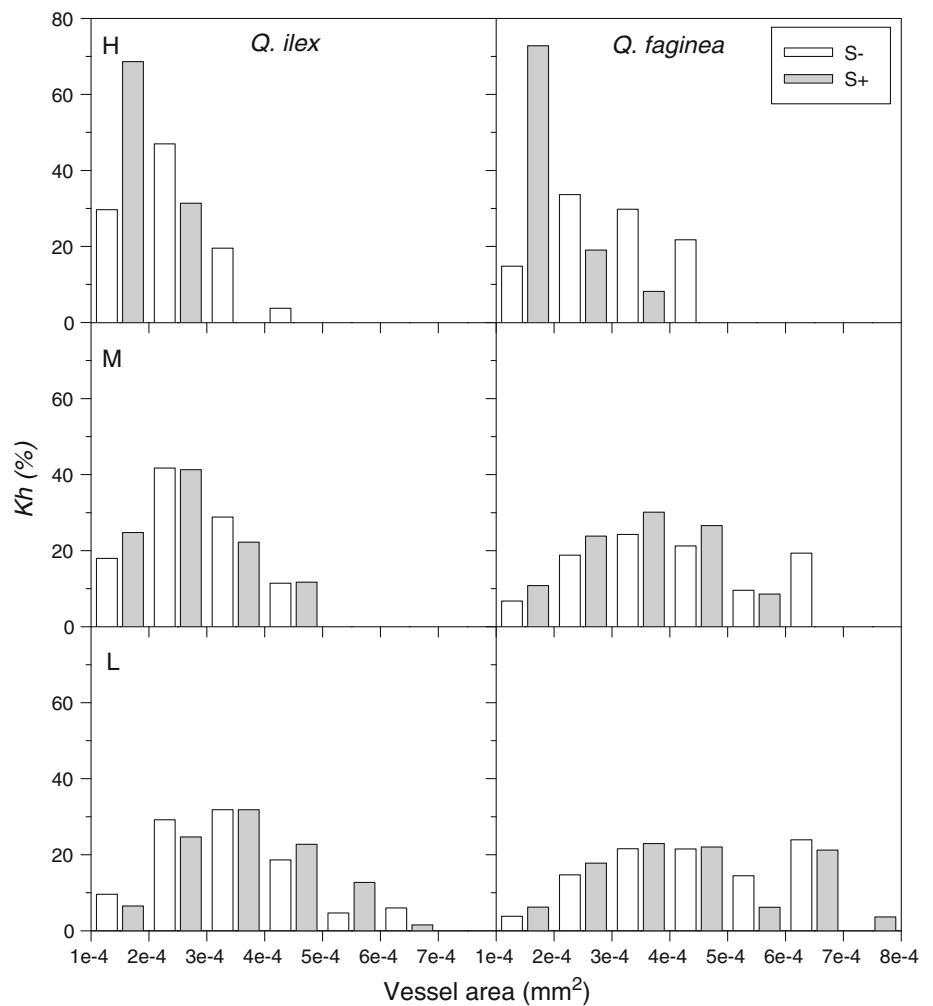 H
Q. ilex
Q. faginea
S-
S+
80
60
40
20
0
M
60
40
20
0
Kh (%)
L
60
40
20
0
1e-4 2e-4 3e-4 4e-4 5e-4 6e-4 7e-4 1e-4 2e-4 3e-4 4e-4 5e-4 6e-4 7e-4 8e-4
Vessel area (mm²)